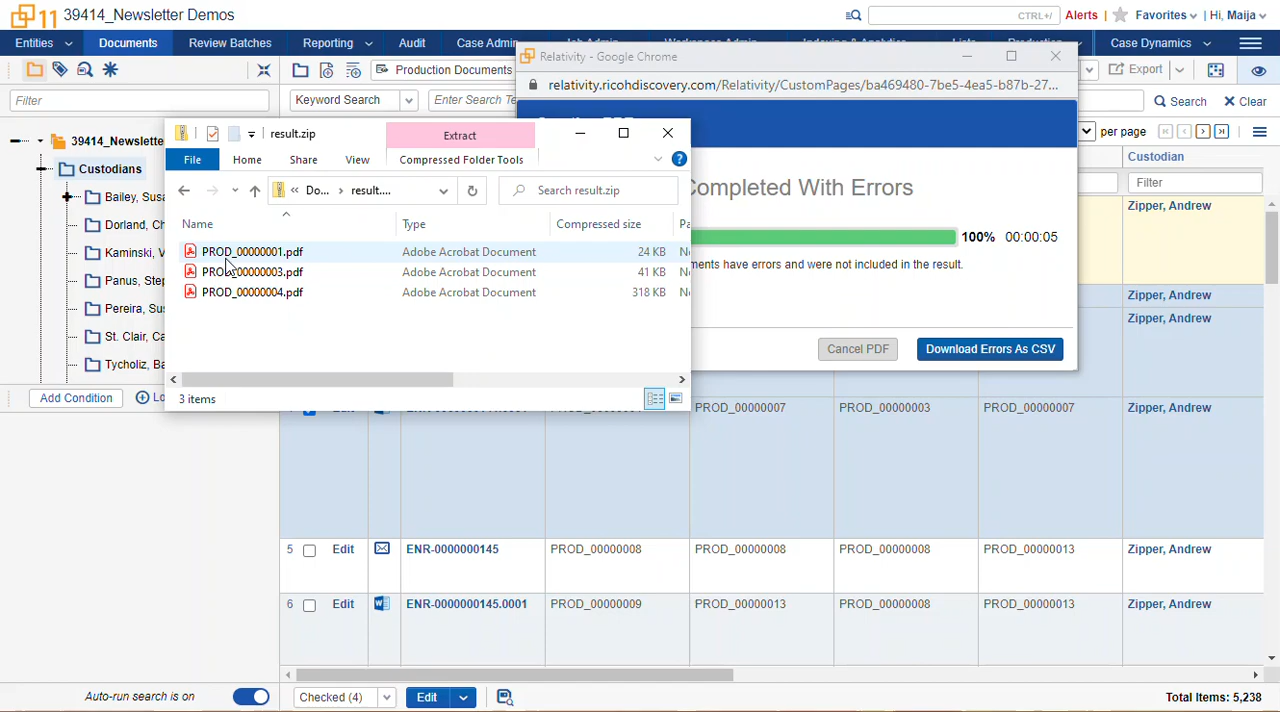 11 39414_Newsletter Demos CTRL+/ Alerts Favorites Hi, Maija
Entities Documents Review Batches Reporting Audit Case Admin Case Dynamics
Relativity - Google Chrome
Production Documents Export
relativity.ricohdiscovery.com/Relativity/CustomPages/ba469480-7be5-4ea5-b87b-27...
Filter Keyword Search Search Clear
result.zip Extract
per page
39414_Newsletter
File Home Share View Compressed Folder Tools
Custodian
Custodians
Completed With Errors
Filter
Bailey, Susa
Do... result.... Search result.zip
Zipper, Andrew
Dorland, Ch
Name Type Compressed size
100% 00:00:05
Kaminski, V
PROD_00000001.pdf Adobe Acrobat Document 24 KB
have errors and were not included in the result.
PROD_00000003.pdf Adobe Acrobat Document 41 KB
Panus, Step
PROD_00000004.pdf Adobe Acrobat Document 318 KB
Zipper, Andrew
Pereira, Sus
Zipper, Andrew
St. Clair, Ca
Cancel PDF Download Errors As CSV
Tycholiz, Ba
Add Condition
3 items
PROD_00000007 PROD_00000003 PROD_00000007 Zipper, Andrew
5 Edit ENR-0000000145 PROD_00000008 PROD_00000008 PROD_00000008 PROD_00000013 Zipper, Andrew
6 Edit ENR-0000000145.0001 PROD_00000009 PROD_00000013 PROD_00000008 PROD_00000013 Zipper, Andrew
Auto-run search is on Checked (4) Edit Total Items: 5,238